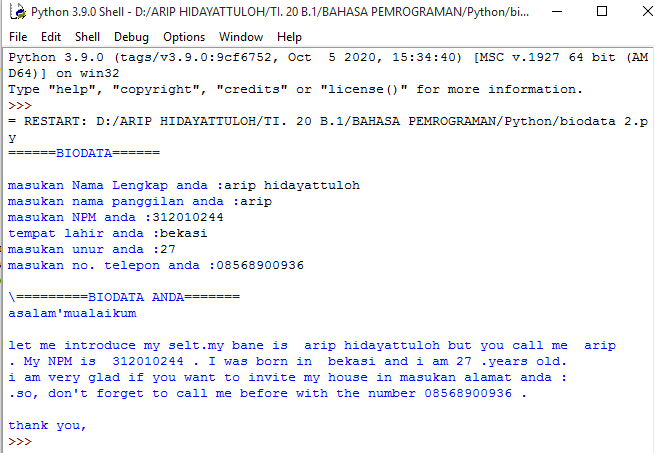 Python 3.9.0 Shell - D:/ARIP HIDAYATTULOH/TI. 20 B.1/BAHASA PEMROGRAMAN/Python/bi...
File Edit Shell Debug Options Window Help
Python 3.9.0 (tags/v3.9.0:9cf6752, Oct  5 2020, 15:34:40) [MSC v.1927 64 bit (AM
D64)] on win32
Type "help", "copyright", "credits" or "license()" for more information.
>>>
= RESTART: D:/ARIP HIDAYATTULOH/TI. 20 B.1/BAHASA PEMROGRAMAN/Python/biodata 2.p
y
======BIODATA======
masukan Nama Lengkap anda :arip hidayattuloh
masukan nama panggilan anda :arip
masukan NPM anda :312010244
tempat lahir anda :bekasi
masukan unur anda :27
masukan no. telepon anda :08568900936
\=========BIODATA ANDA=======
asalam'mualaikum
let me introduce my selt.my bane is  arip hidayattuloh but you call me  arip
. My NPM is  312010244 . I was born in  bekasi and i am 27 .years old.
i am very glad if you want to invite my house in masukan alamat anda :
.so, don't forget to call me before with the number 08568900936 .
thank you,
>>>